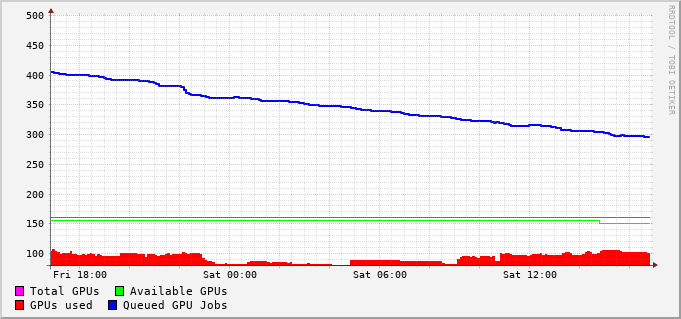 500
450
400
350
300
250
200
150
100
Fri 18:00 Sat 00:00 Sat 06:00 Sat 12:00
Total GPUs Available GPUs
GPUs used Queued GPU Jobs
RRDTOOL / TOBI OETIKER